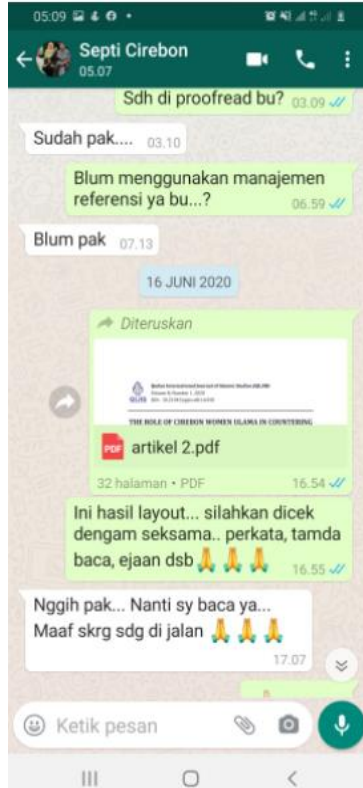 05:09
Septi Cirebon
05.07
Sdh di proofread bu? 03.09
Sudah pak.... 03.10
Blum menggunakan manajemen
referensi ya bu...? 06.59
Blum pak 07.13
16 JUNI 2020
Diteruskan
THE ROLE OF CIREBON WOMEN ULAMA IN COUNTERING
PDF artikel 2.pdf
32 halaman • PDF 16.54
Ini hasil layout... silahkan dicek
dengam seksama.. perkata, tamda
baca, ejaan dsb 16.55
Nggih pak... Nanti sy baca ya...
Maaf skrg sdg di jalan
17.07
Ketik pesan